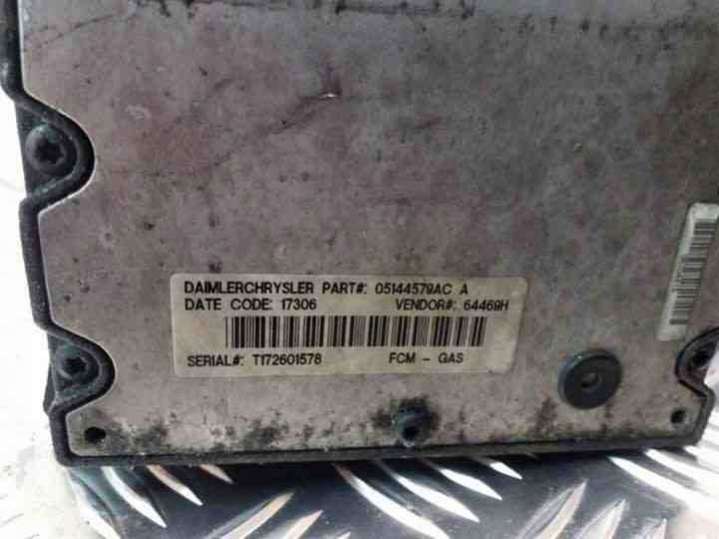 DAIMLERCHRYSLER PART#: 05144579AC A
DATE CODE: 17306 VENDOR#: 64469H
SERIAL#: T172601578 FCM - GAS